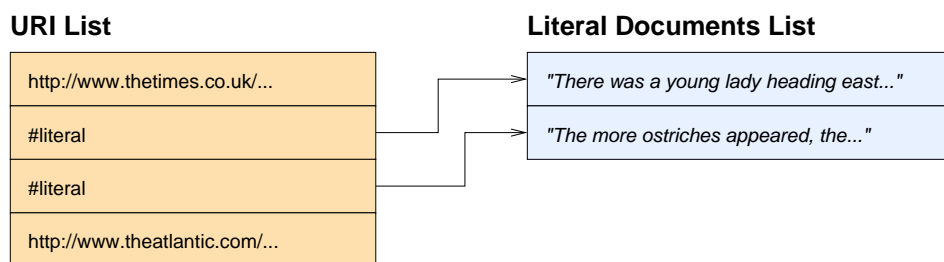 URI List
http://www.thetimes.co.uk/...
#literal
#literal
http://www.theatlantic.com/...
Literal Documents List
"There was a young lady heading east..."
"The more ostriches appeared, the..."